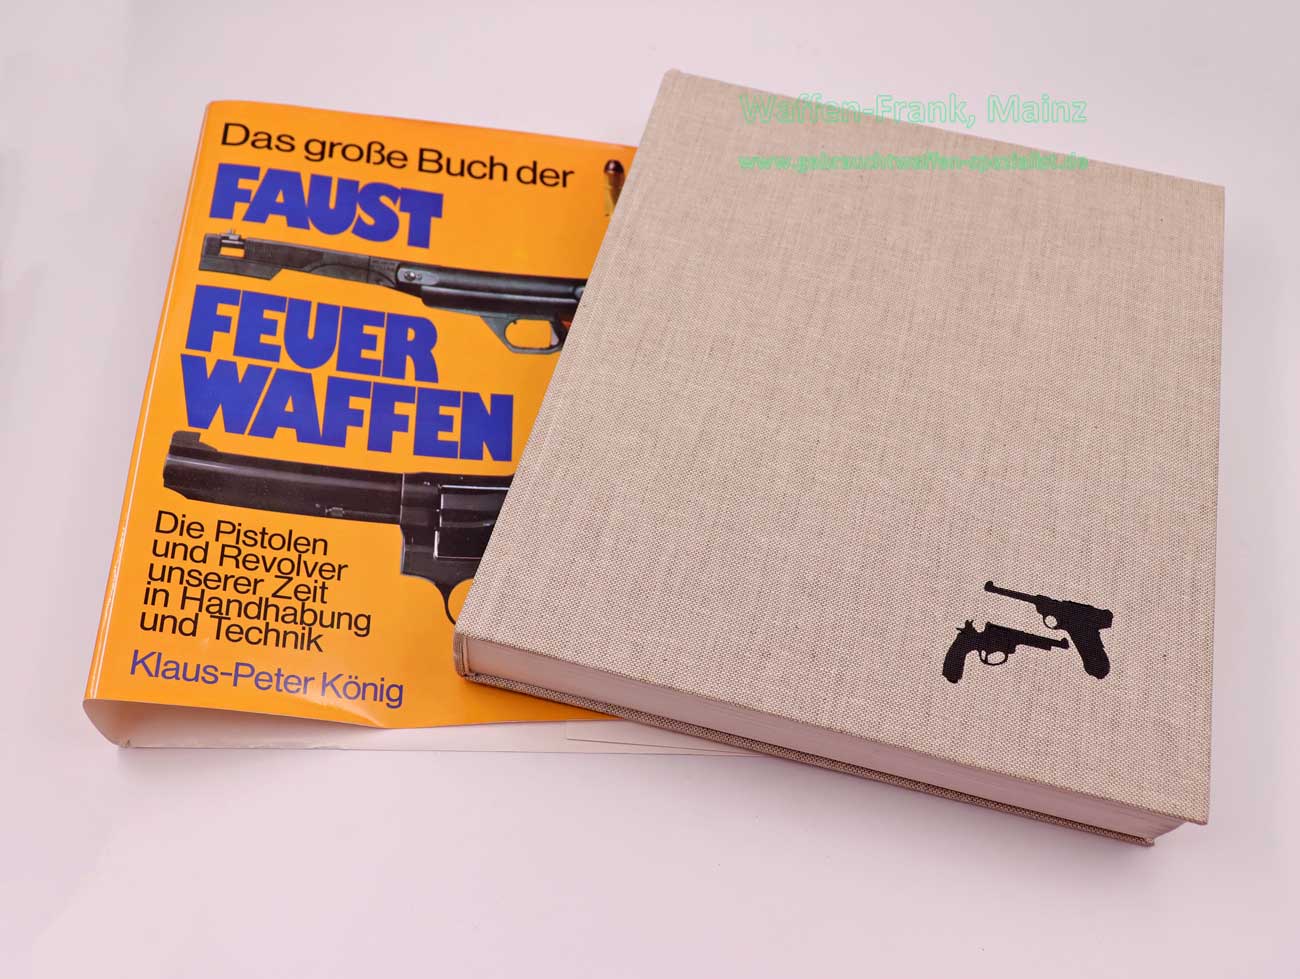 Waffen-Frank, Mainz
www.gebrauchtwaffen-spezialist.de
Das große Buch der
FAUST
FEUER
WAFFEN
Die Pistolen
und Revolver
unserer Zeit
in Handhabung
und Technik
Klaus-Peter König